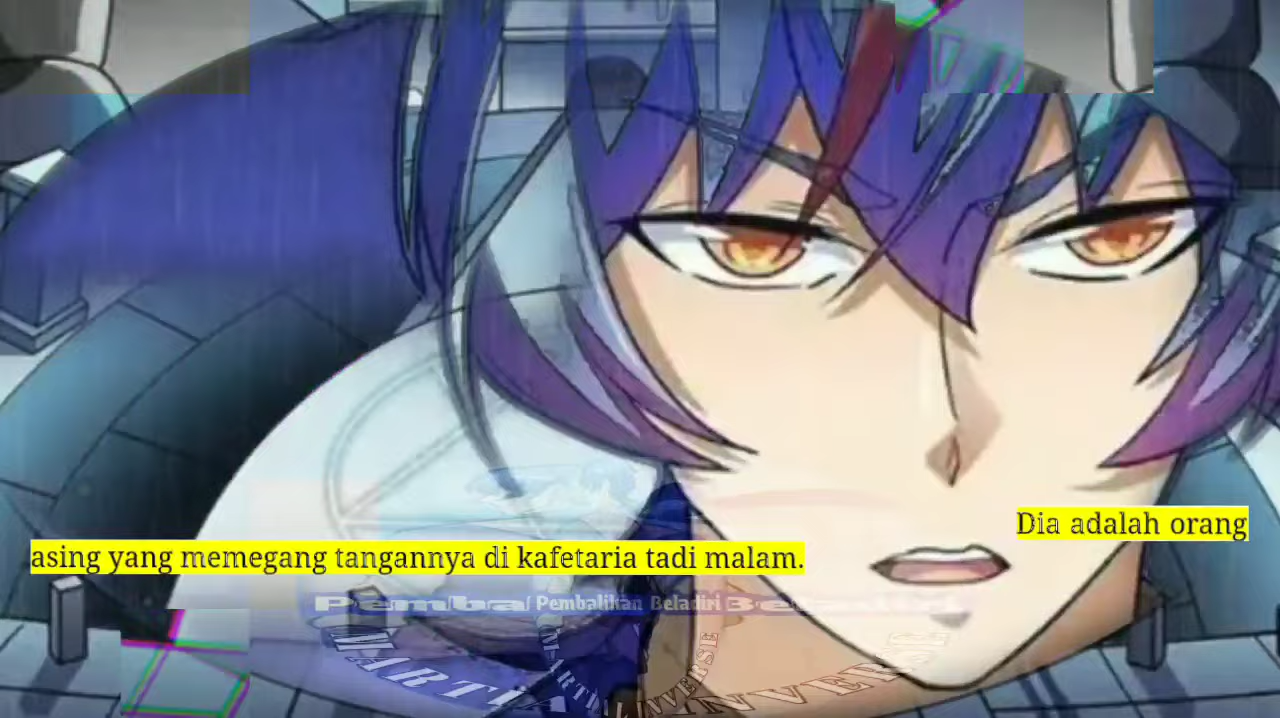 Dia adalah orang
asing yang memegang tangannya di kafetaria tadi malam.
Pembalikan Beladiri